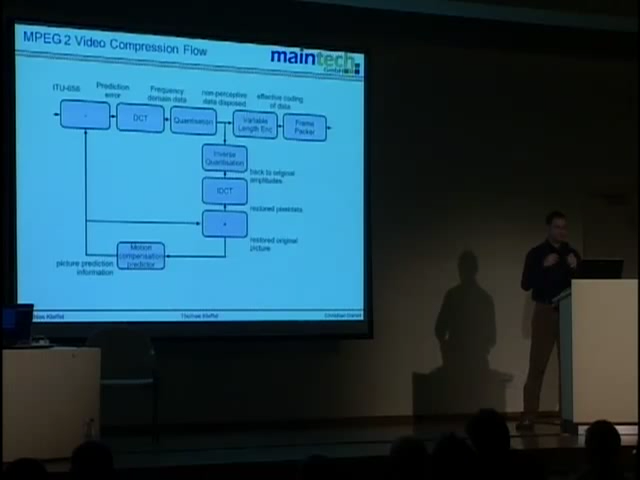 MPEG 2 Video Compression Flow
maintech
GmbH
ITU-656
Prediction
error
Frequency
domain data
non-perceptive
data disposed
effective coding
of data
-
DCT
Quantisation
Variable
Length Enc
Frame
Packer
Inverse
Quantisation
back to original
amplitudes
IDCT
restored pixeldata
+
restored original
picture
Motion
compensation
predictor
picture prediction
information
Thomas Kleffel